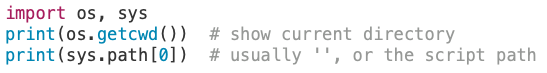 import os, sys
print(os.getcwd())  # show current directory
print(sys.path[0])  # usually '', or the script path